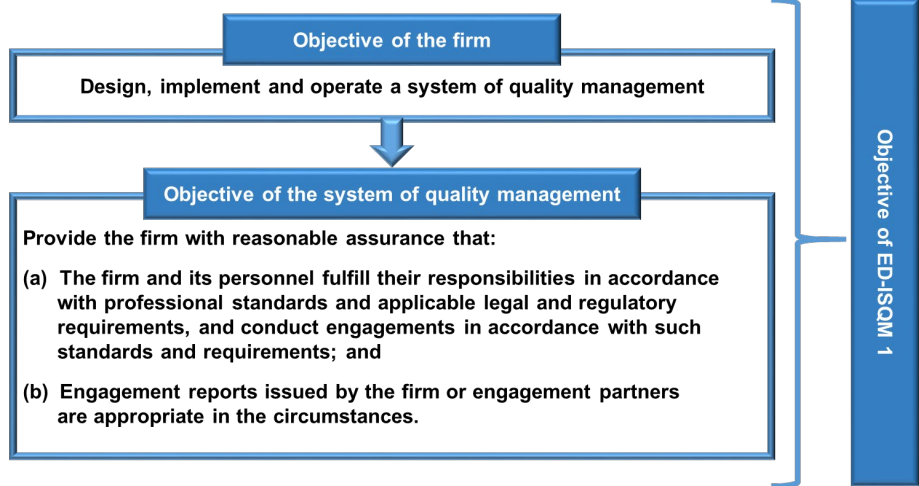 Objective of the firm
Design, implement and operate a system of quality management
Objective of the system of quality management
Provide the firm with reasonable assurance that:
(a) The firm and its personnel fulfill their responsibilities in accordance
with professional standards and applicable legal and regulatory
requirements, and conduct engagements in accordance with such
standards and requirements; and
(b) Engagement reports issued by the firm or engagement partners
are appropriate in the circumstances.
Objective of ED-ISQM 1